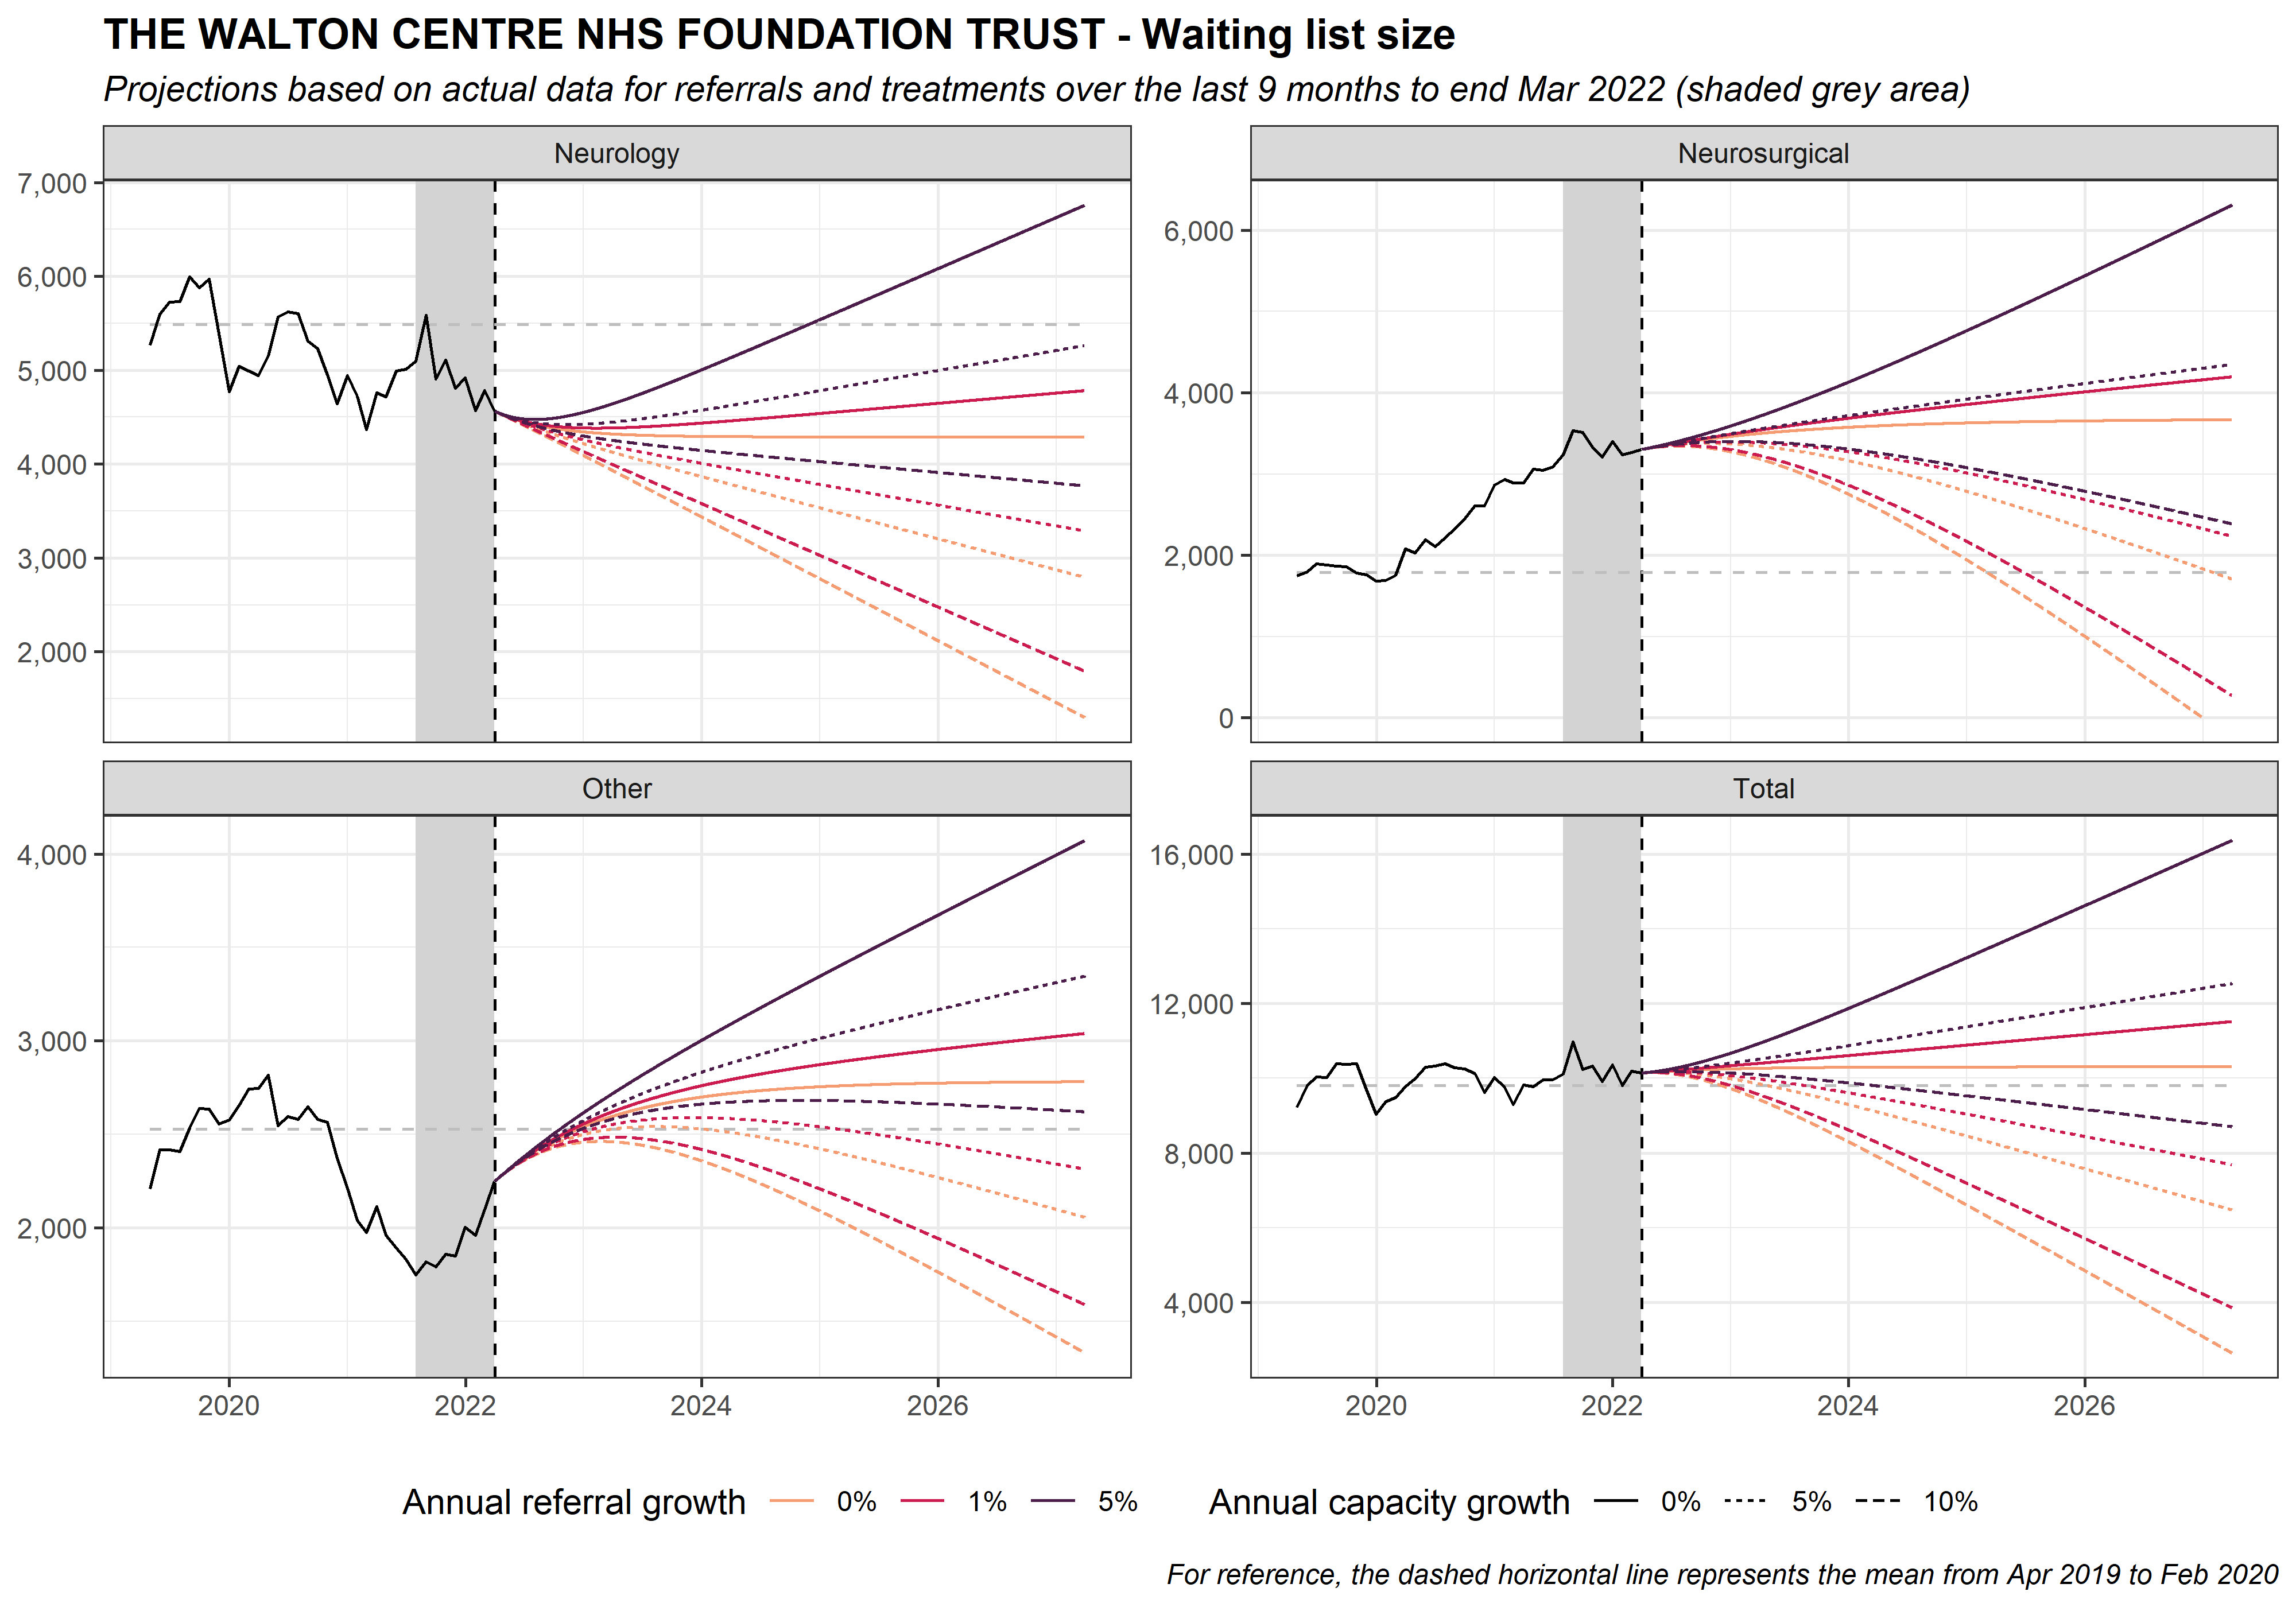 THE WALTON CENTRE NHS FOUNDATION TRUST - Waiting list size
Projections based on actual data for referrals and treatments over the last 9 months to end Mar 2022 (shaded grey area)
Neurology
7,000
6,000
5,000
4,000
3,000
2,000
Neurosurgical
6,000
4,000
2,000
0
Other
4,000
3,000
2,000
2020 2022 2024 2026
Total
16,000
12,000
8,000
4,000
2020 2022 2024 2026
Annual referral growth 0% 1% 5% Annual capacity growth 0% 5% 10%
For reference, the dashed horizontal line represents the mean from Apr 2019 to Feb 2020